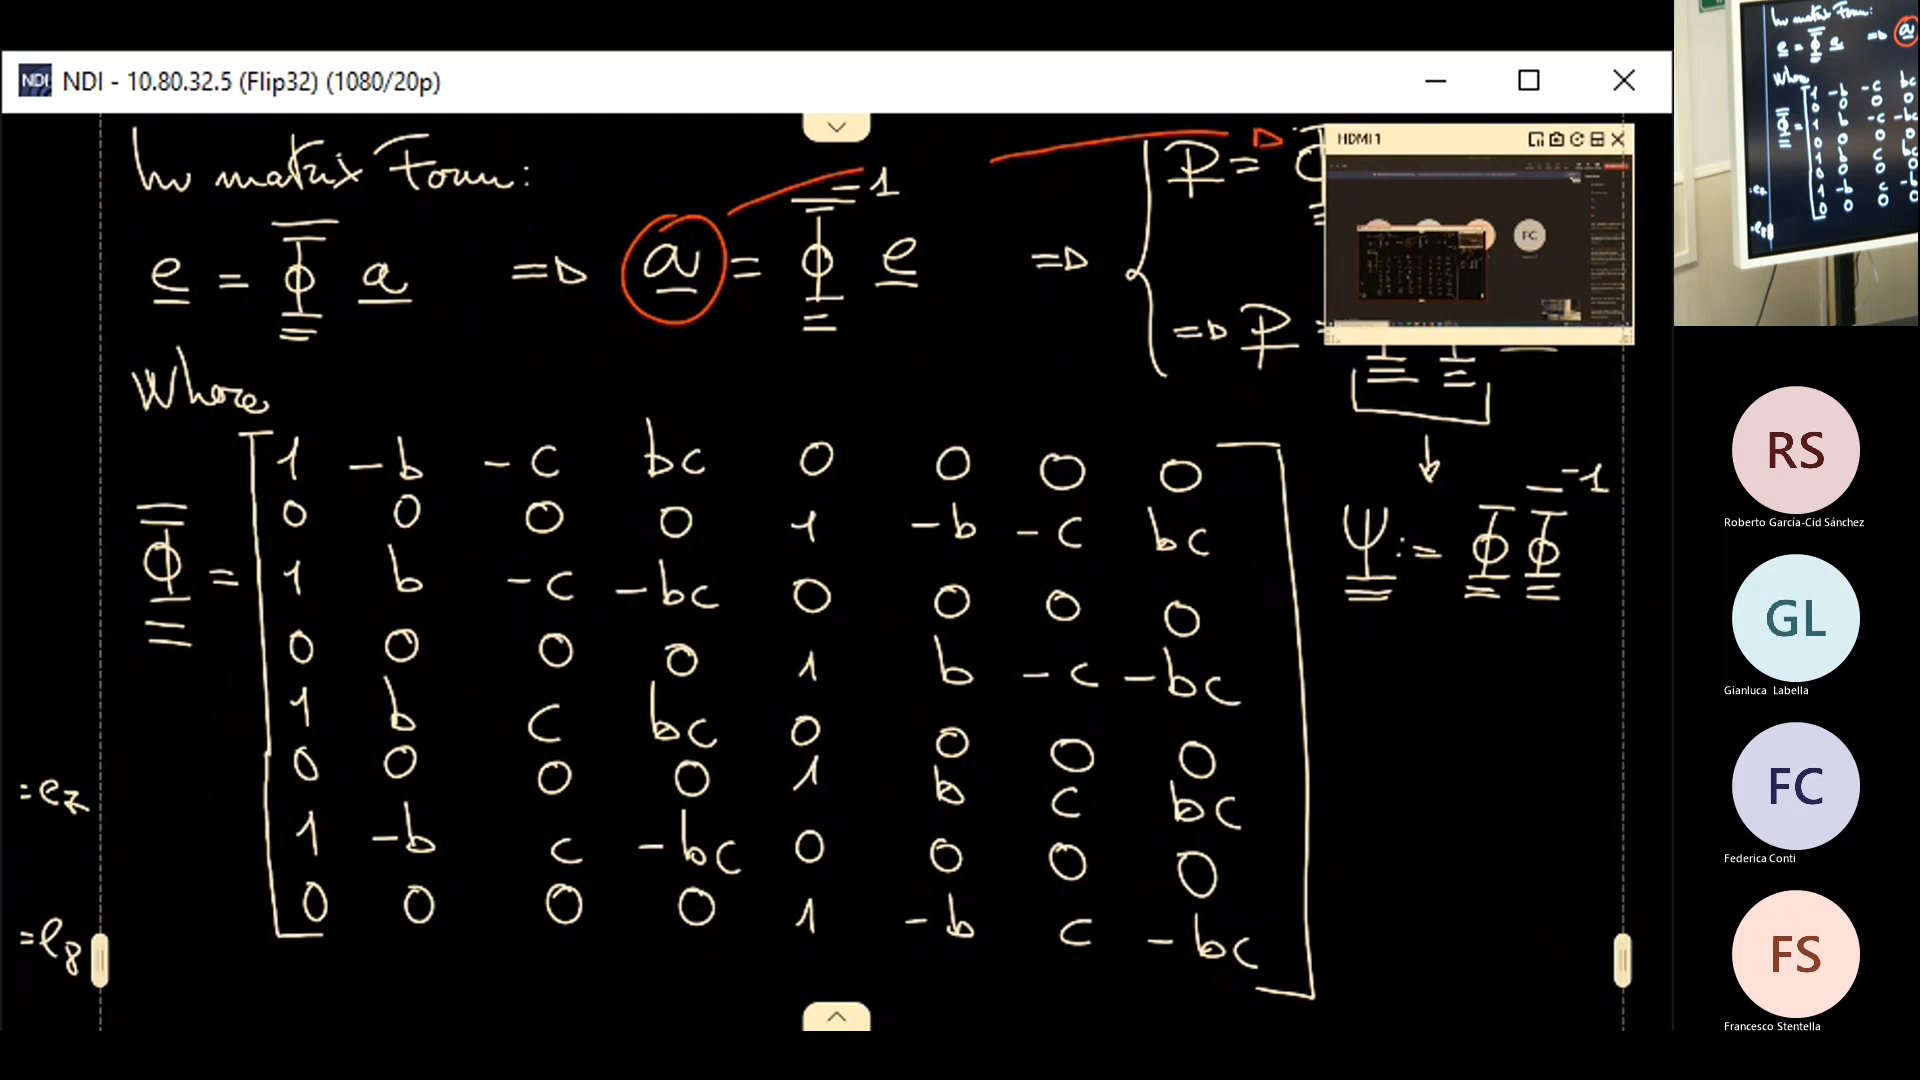 NDI - 10.80.32.5 (Flip32) (1080/20p)
HDMI 1
In matrix Form:
e = Φ a => a = Φ⁻¹ e => { P =
=> P
Where
Φ =
1 -b -c bc 0 0 0 0
0 0 0 0 1 -b -c bc
1 b -c -bc 0 0 0 0
0 0 0 0 1 b -c -bc
1 b c bc 0 0 0 0
0 0 0 0 1 b c bc
1 -b c -bc 0 0 0 0
0 0 0 0 1 -b c -bc
Ψ := Φ Φ⁻¹
= e7
= e8
FC
RS
Roberto García-Cid Sánchez
GL
Gianluca Labella
FC
Federica Conti
FS
Francesco Stentella